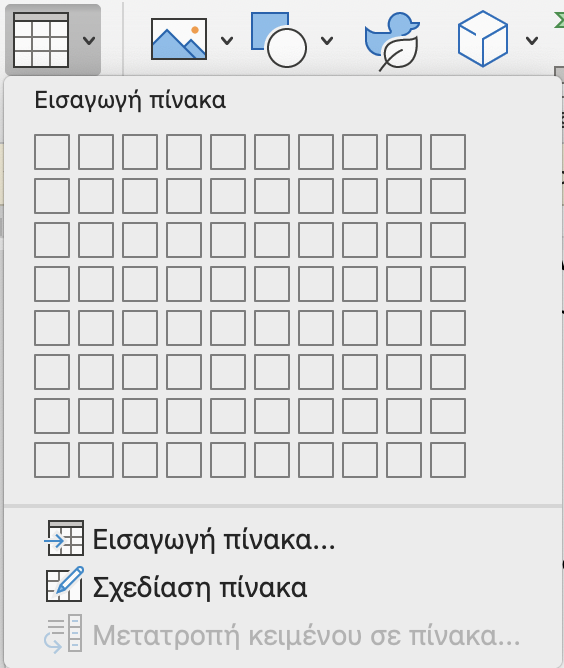 Εισαγωγή πίνακα
Εισαγωγή πίνακα...
Σχεδίαση πίνακα
Μετατροπή κειμένου σε πίνακα...